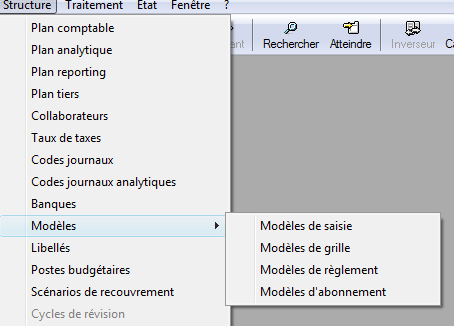 Structure Traitement Etat Fenêtre ?
Rechercher Atteindre Inverseur
Plan comptable
Plan analytique
Plan reporting
Plan tiers
Collaborateurs
Taux de taxes
Codes journaux
Codes journaux analytiques
Banques
Modèles
Modèles de saisie
Modèles de grille
Modèles de règlement
Modèles d'abonnement
Libellés
Postes budgétaires
Scénarios de recouvrement
Cycles de révision